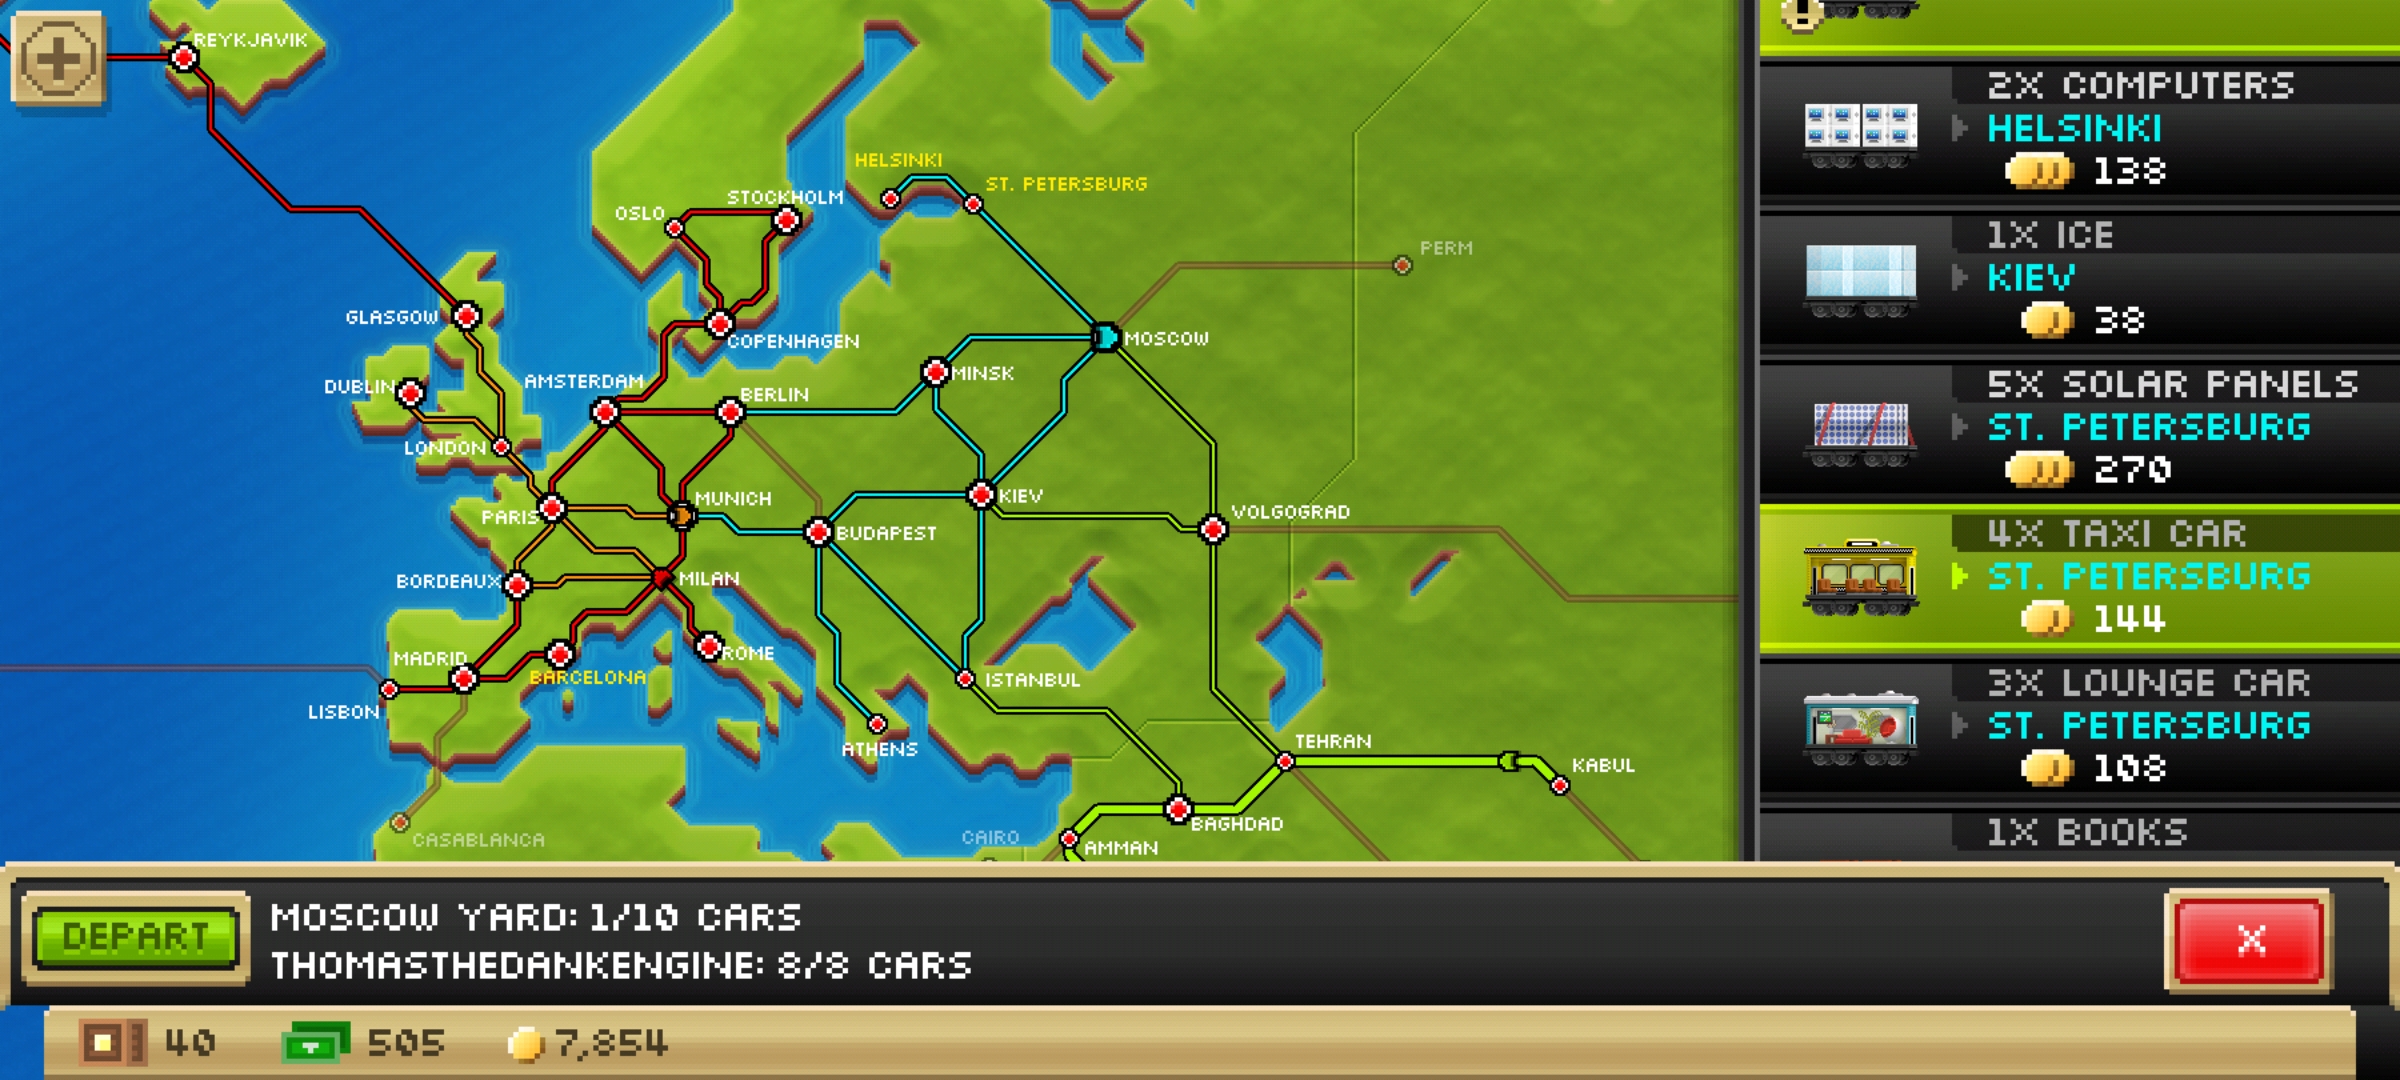 REYKJAVIK
HELSINKI
ST. PETERSBURG
STOCKHOLM
OSLO
PERM
GLASGOW
COPENHAGEN
MOSCOW
DUBLIN
AMSTERDAM
BERLIN
MINSK
LONDON
MUNICH
KIEV
PARIS
BUDAPEST
VOLGOGRAD
BORDEAUX
MILAN
MADRID
ROME
BARCELONA
ISTANBUL
LISBON
ATHENS
TEHRAN
KABUL
BAGHDAD
CASABLANCA
CAIRO
AMMAN
2X COMPUTERS
HELSINKI
138
1X ICE
KIEV
38
5X SOLAR PANELS
ST. PETERSBURG
270
4X TAXI CAR
ST. PETERSBURG
144
3X LOUNGE CAR
ST. PETERSBURG
108
1X BOOKS
DEPART
MOSCOW YARD: 1/10 CARS
THOMASTHEDANKENGINE: 8/8 CARS
X
40
505
7,854